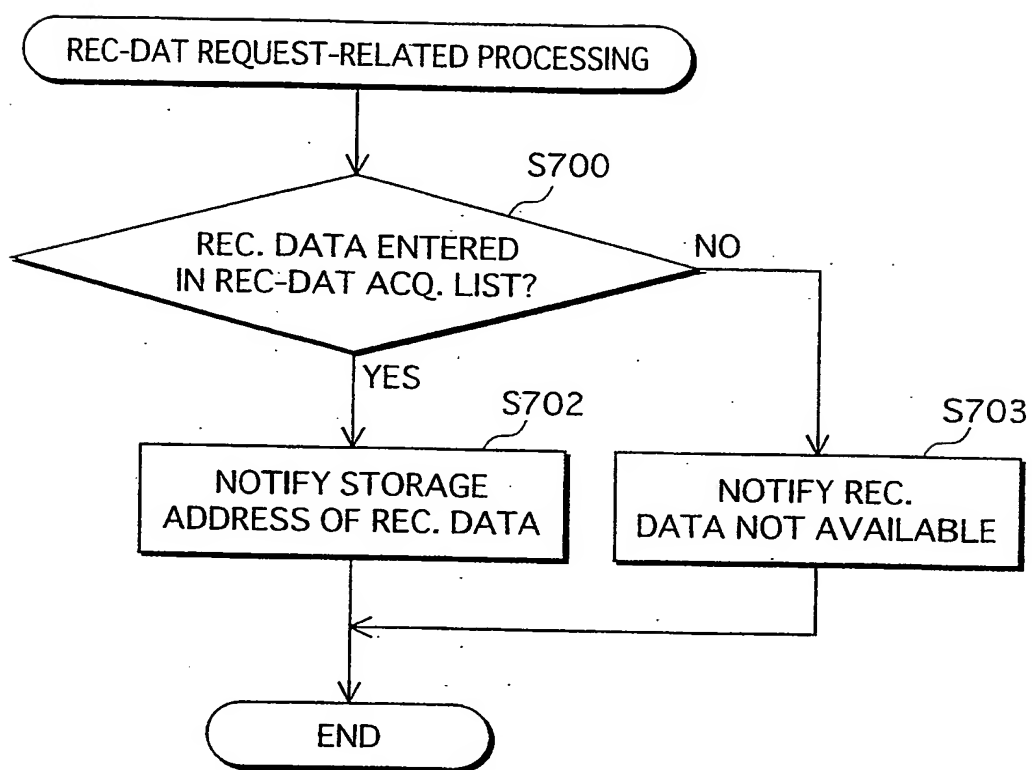 REC-DAT REQUEST-RELATED PROCESSING
S700
REC. DATA ENTERED
IN REC-DAT ACQ. LIST?
NO
YES
S702
NOTIFY STORAGE
ADDRESS OF REC. DATA
S703
NOTIFY REC.
DATA NOT AVAILABLE
END